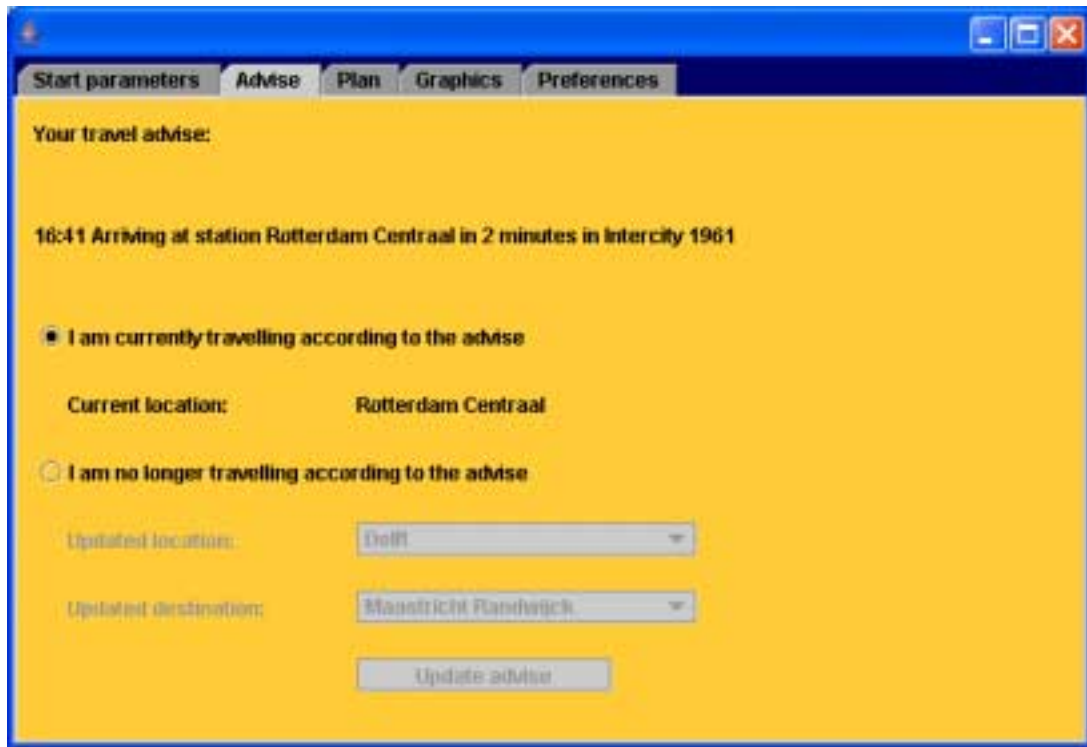 Start parameters Advise Plan Graphics Preferences
Your travel advise:
16:41 Arriving at station Rotterdam Centraal in 2 minutes in Intercity 1961
I am currently travelling according to the advise
Current location: Rotterdam Centraal
I am no longer travelling according to the advise
Updated location: Delft
Updated destination: Maastricht Randwijck
Update advise